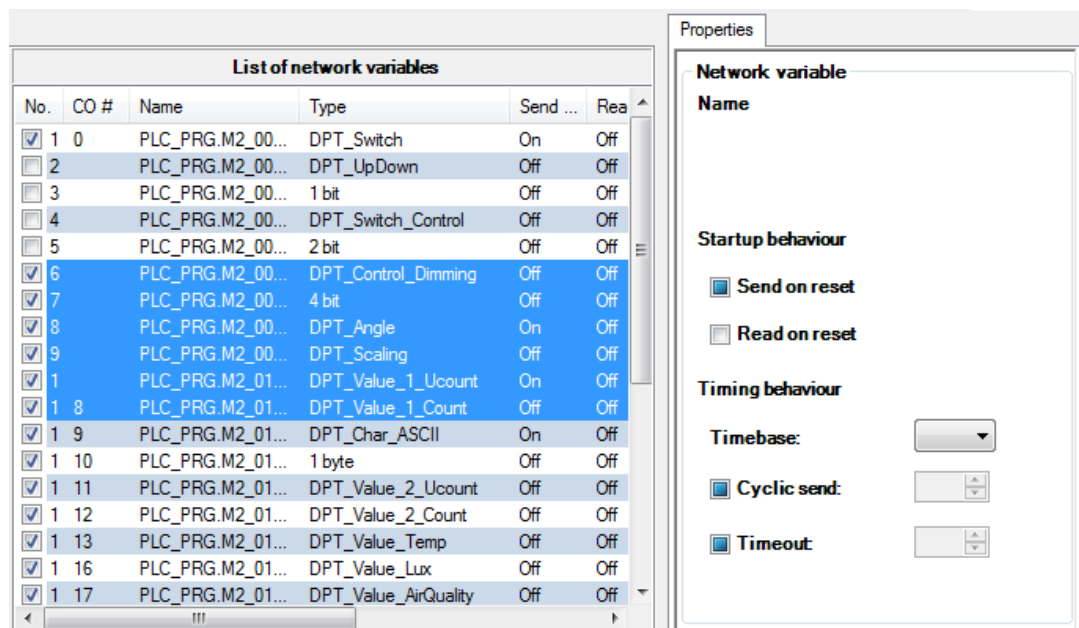 Properties
List of network variables
No. CO # Name Type Send ... Rea
1 0 PLC_PRG.M2_00... DPT_Switch On Off
2 PLC_PRG.M2_00... DPT_UpDown Off Off
3 PLC_PRG.M2_00... 1 bit Off Off
4 PLC_PRG.M2_00... DPT_Switch_Control Off Off
5 PLC_PRG.M2_00... 2 bit Off Off
6 PLC_PRG.M2_00... DPT_Control_Dimming Off Off
7 PLC_PRG.M2_00... 4 bit Off Off
8 PLC_PRG.M2_00... DPT_Angle On Off
9 PLC_PRG.M2_00... DPT_Scaling Off Off
1 PLC_PRG.M2_01... DPT_Value_1_Ucount On Off
1 8 PLC_PRG.M2_01... DPT_Value_1_Count Off Off
1 9 PLC_PRG.M2_01... DPT_Char_ASCII On Off
1 10 PLC_PRG.M2_01... 1 byte Off Off
1 11 PLC_PRG.M2_01... DPT_Value_2_Ucount Off Off
1 12 PLC_PRG.M2_01... DPT_Value_2_Count Off Off
1 13 PLC_PRG.M2_01... DPT_Value_Temp Off Off
1 16 PLC_PRG.M2_01... DPT_Value_Lux Off Off
1 17 PLC_PRG.M2_01... DPT_Value_AirQuality Off Off
Network variable
Name
Startup behaviour
Send on reset
Read on reset
Timing behaviour
Timebase:
Cyclic send:
Timeout: